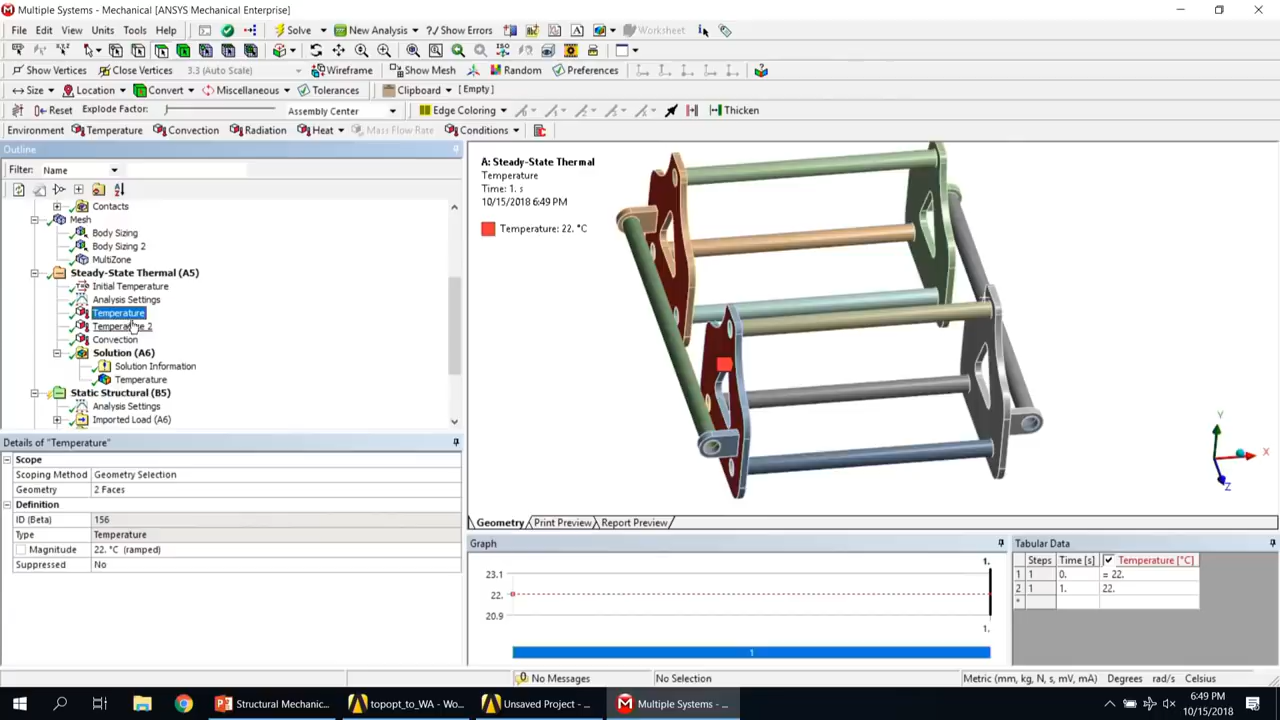 Multiple Systems - Mechanical [ANSYS Mechanical Enterprise]
File Edit View Units Tools Help Solve New Analysis Show Errors Worksheet
Show Vertices Close Vertices 3.3 (Auto Scale) Wireframe Show Mesh Random Preferences
Size Location Convert Miscellaneous Tolerances Clipboard [Empty]
Reset Explode Factor: Assembly Center Edge Coloring Thicken
Environment Temperature Convection Radiation Heat Mass Flow Rate Conditions
Outline
Filter: Name
Contacts
Mesh
Body Sizing
Body Sizing 2
MultiZone
Steady-State Thermal (A5)
Initial Temperature
Analysis Settings
Temperature
Temperature 2
Convection
Solution (A6)
Solution Information
Temperature
Static Structural (B5)
Analysis Settings
Imported Load (A6)
Details of "Temperature"
Scope
Scoping Method Geometry Selection
Geometry 2 Faces
Definition
ID (Beta) 156
Type Temperature
Magnitude 22. °C (ramped)
Suppressed No
A: Steady-State Thermal
Temperature
Time: 1. s
10/15/2018 6:49 PM
Temperature: 22. °C
Y
X
Z
Geometry Print Preview Report Preview
Graph
1.
23.1
22.
20.9
1.
1
Tabular Data
Steps Time [s] Temperature [°C]
1 1 0. = 22.
2 1 1. 22.
*
No Messages No Selection Metric (mm, kg, N, s, mV, mA) Degrees rad/s Celsius
Structural Mechanic... topopt_to_WA - Wo... Unsaved Project - ... Multiple Systems - ...
6:49 PM
10/15/2018